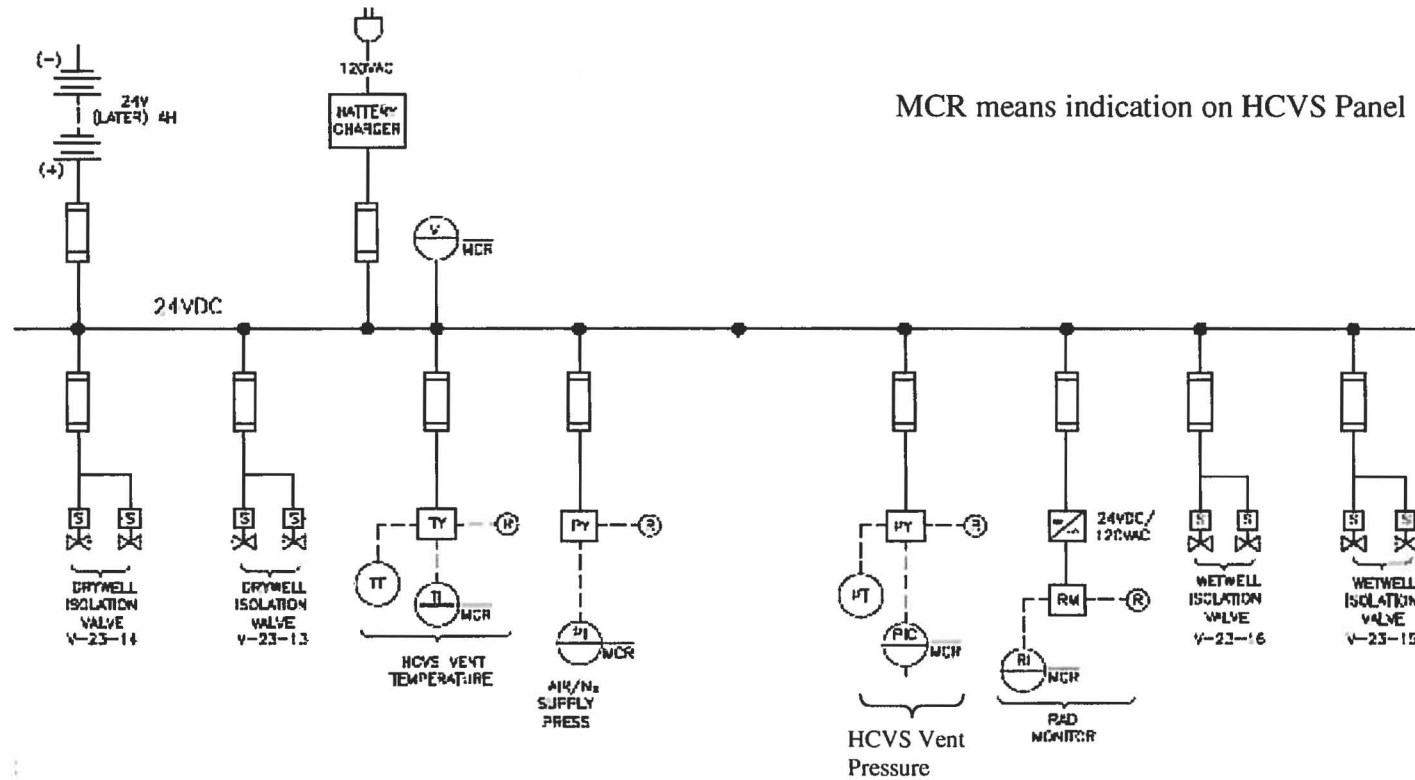 (-)
24V
(LATER) AH
(+)
120VAC
BATTERY
CHARGER
MCR means indication on HCVS Panel
V
MCR
24VDC
S
S
DRYWELL
ISOLATION
VALVE
V-23-14
S
S
DRYWELL
ISOLATION
VALVE
V-23-13
TY
R
TT
TI
MCR
HCVS VENT
TEMPERATURE
PY
R
PI
MCR
AIR/N₂
SUPPLY
PRESS
PY
R
PT
PIC
MCR
HCVS Vent
Pressure
24VDC/
120VAC
RM
R
RI
MCR
RAD
MONITOR
S
S
WETWELL
ISOLATION
VALVE
V-23-16
S
S
WETWELL
ISOLATION
VALVE
V-23-15